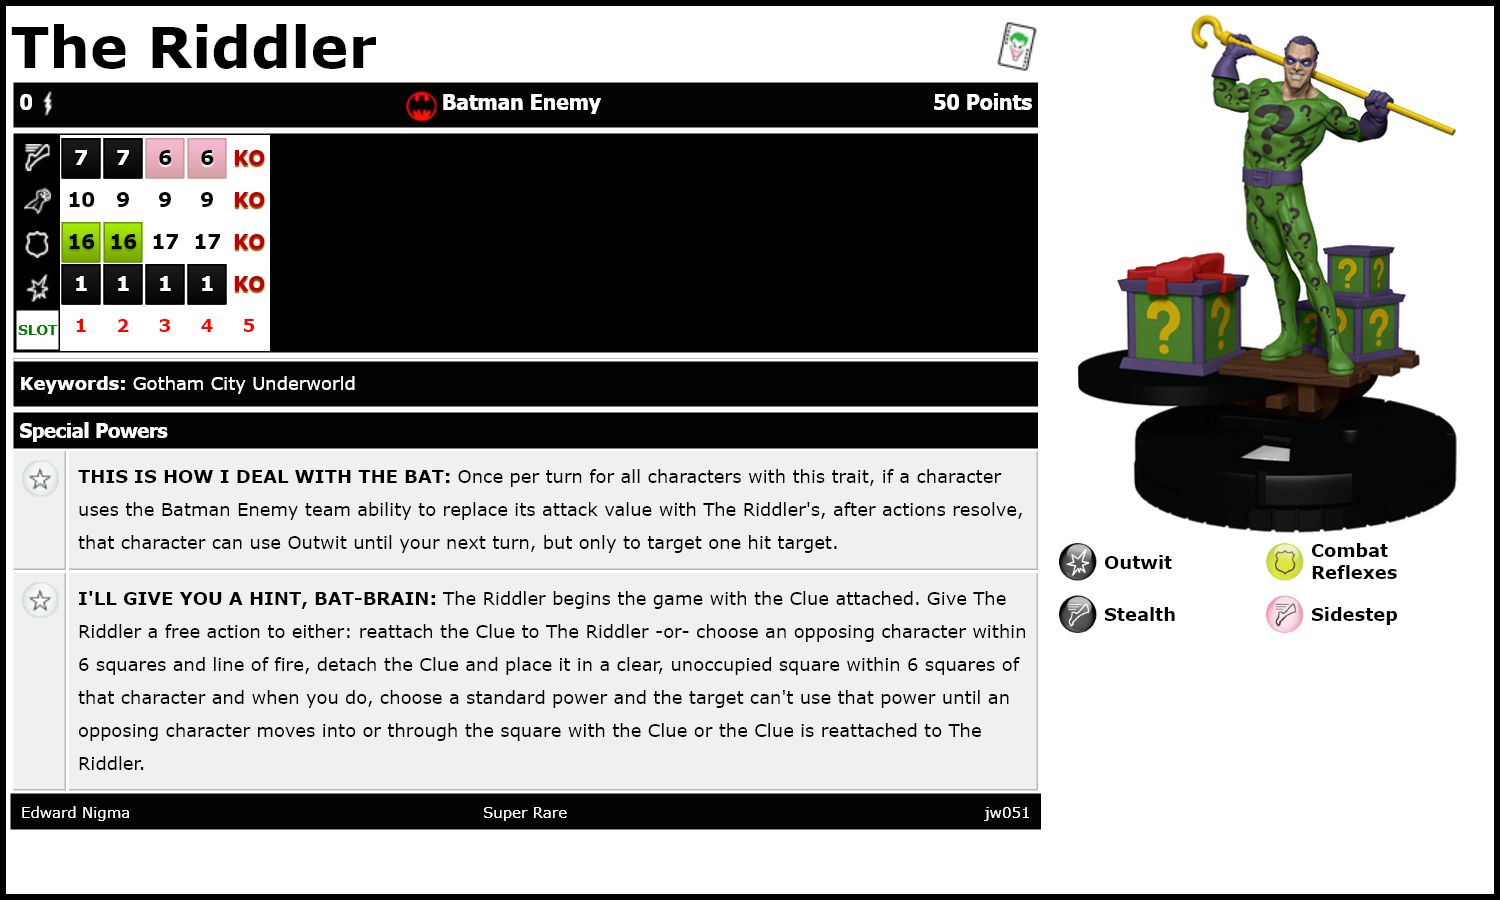 The Riddler
0 Batman Enemy 50 Points
7 7 6 6 KO
10 9 9 9 KO
16 16 17 17 KO
1 1 1 1 KO
SLOT 1 2 3 4 5
Keywords: Gotham City Underworld
Special Powers
THIS IS HOW I DEAL WITH THE BAT: Once per turn for all characters with this trait, if a character
uses the Batman Enemy team ability to replace its attack value with The Riddler's, after actions resolve,
that character can use Outwit until your next turn, but only to target one hit target.
I'LL GIVE YOU A HINT, BAT-BRAIN: The Riddler begins the game with the Clue attached. Give The
Riddler a free action to either: reattach the Clue to The Riddler -or- choose an opposing character within
6 squares and line of fire, detach the Clue and place it in a clear, unoccupied square within 6 squares of
that character and when you do, choose a standard power and the target can't use that power until an
opposing character moves into or through the square with the Clue or the Clue is reattached to The
Riddler.
Edward Nigma Super Rare jw051
? ? ? ? ?
Outwit Combat
Reflexes
Stealth Sidestep